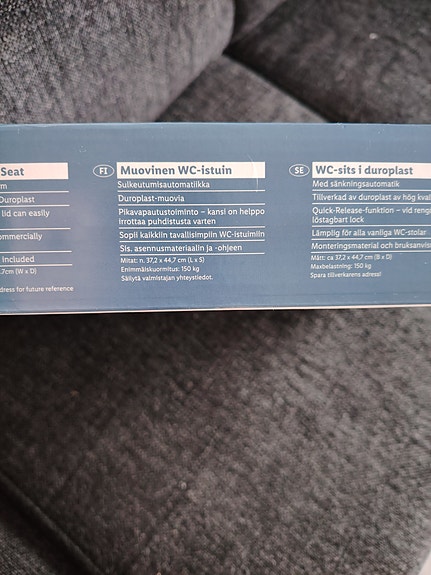 Seat
m
Duroplast
lid can easily
ommercially
included
.7cm (W x D)
dress for future reference
FI Muovinen WC-istuin
Sulkeutumisautomatiikka
Duroplast-muovia
Pikavapautustoiminto – kansi on helppo
irrottaa puhdistusta varten
Sopii kaikkiin tavallisimpiin WC-istuimiin
Sis. asennusmateriaalin ja -ohjeen
Mitat: n. 37,2 x 44,7 cm (L x S)
Enimmäiskuormitus: 150 kg
Säilytä valmistajan yhteystiedot.
SE WC-sits i duroplast
Med sänkningsautomatik
Tillverkad av duroplast av hög kvali
Quick-Release-funktion – vid reng
löstagbart lock
Lämplig för alla vanliga WC-stolar
Monteringsmaterial och bruksanvis
Mått: ca 37,2 x 44,7 cm (B x D)
Maxbelastning: 150 kg
Spara tillverkarens adress!